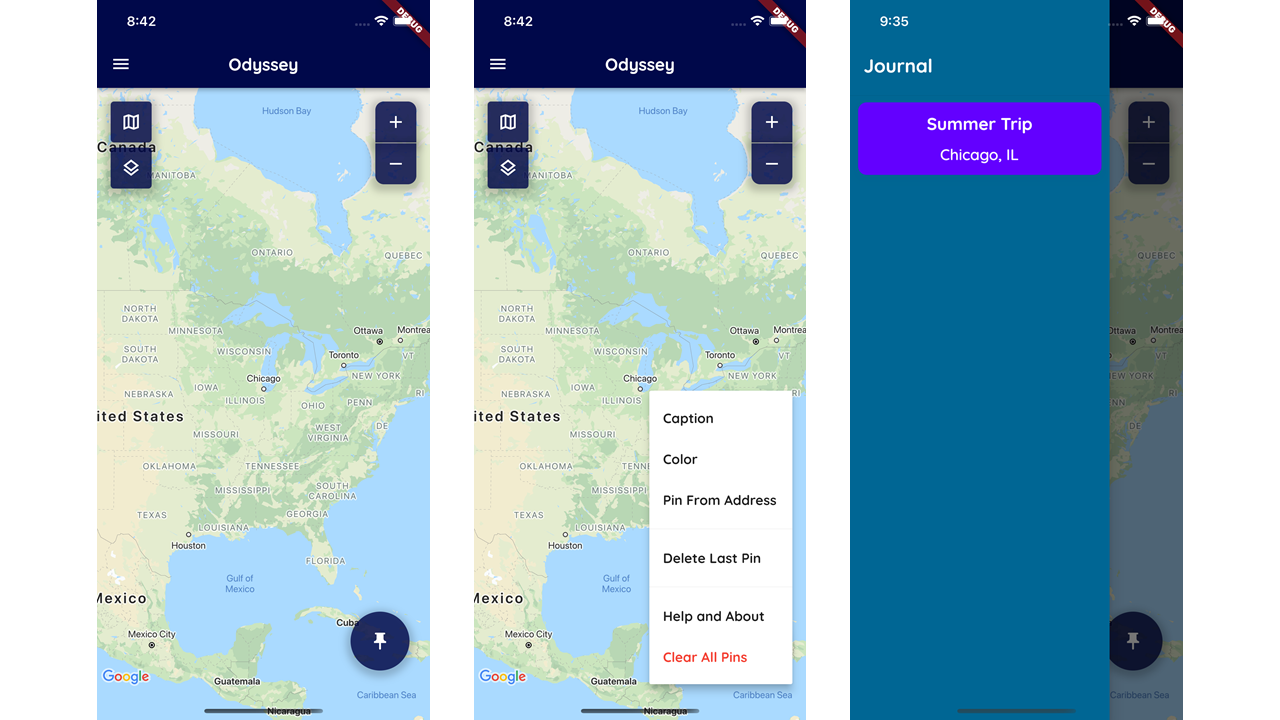 8:42
DEBUG
Odyssey
Hudson Bay
Canada
MANITOBA
ONTARIO
QUEBEC
NORTH
DAKOTA
MINNESOTA
Ottawa
Montrea
SOUTH
DAKOTA
WISCONSIN
Toronto
VT
Chicago
NEW YORK
NEBRASKA
IOWA
ILLINOIS
OHIO
PENN
RI
ited States
MISSOURI
WEST
VIRGINIA
DE
OKLAHOMA
TENNESSEE
MISSISSIPPI
SOUTH
CAROLINA
TEXAS
LOUISIANA
GEORGIA
Houston
FLORIDA
Gulf of
Mexico
Mexico
Cuba
Mexico City
Google
Guatemala
Caribbean Sea
Nicaragua
8:42
DEBUG
Odyssey
Hudson Bay
Canada
MANITOBA
ONTARIO
QUEBEC
NORTH
DAKOTA
MINNESOTA
Ottawa
Montrea
SOUTH
DAKOTA
WISCONSIN
Toronto
VT
Chicago
NEW YORK
NEBRASKA
IOWA
ILLINOIS
RI
ited States
MISSOURI
OKLAHOMA
TENN
MISSISSIPPI
TEXAS
LOUISIANA
Houston
Gulf of
Mexico
Mexico
Mexico City
Google
Guatemala
Caribbean Sea
Nicaragua
Caption
Color
Pin From Address
Delete Last Pin
Help and About
Clear All Pins
9:35
DEBUG
Journal
Summer Trip
Chicago, IL
QUEBEC
Ottawa
Montrea
VT
NEW YORK
RI
DE
Caribbean Sea